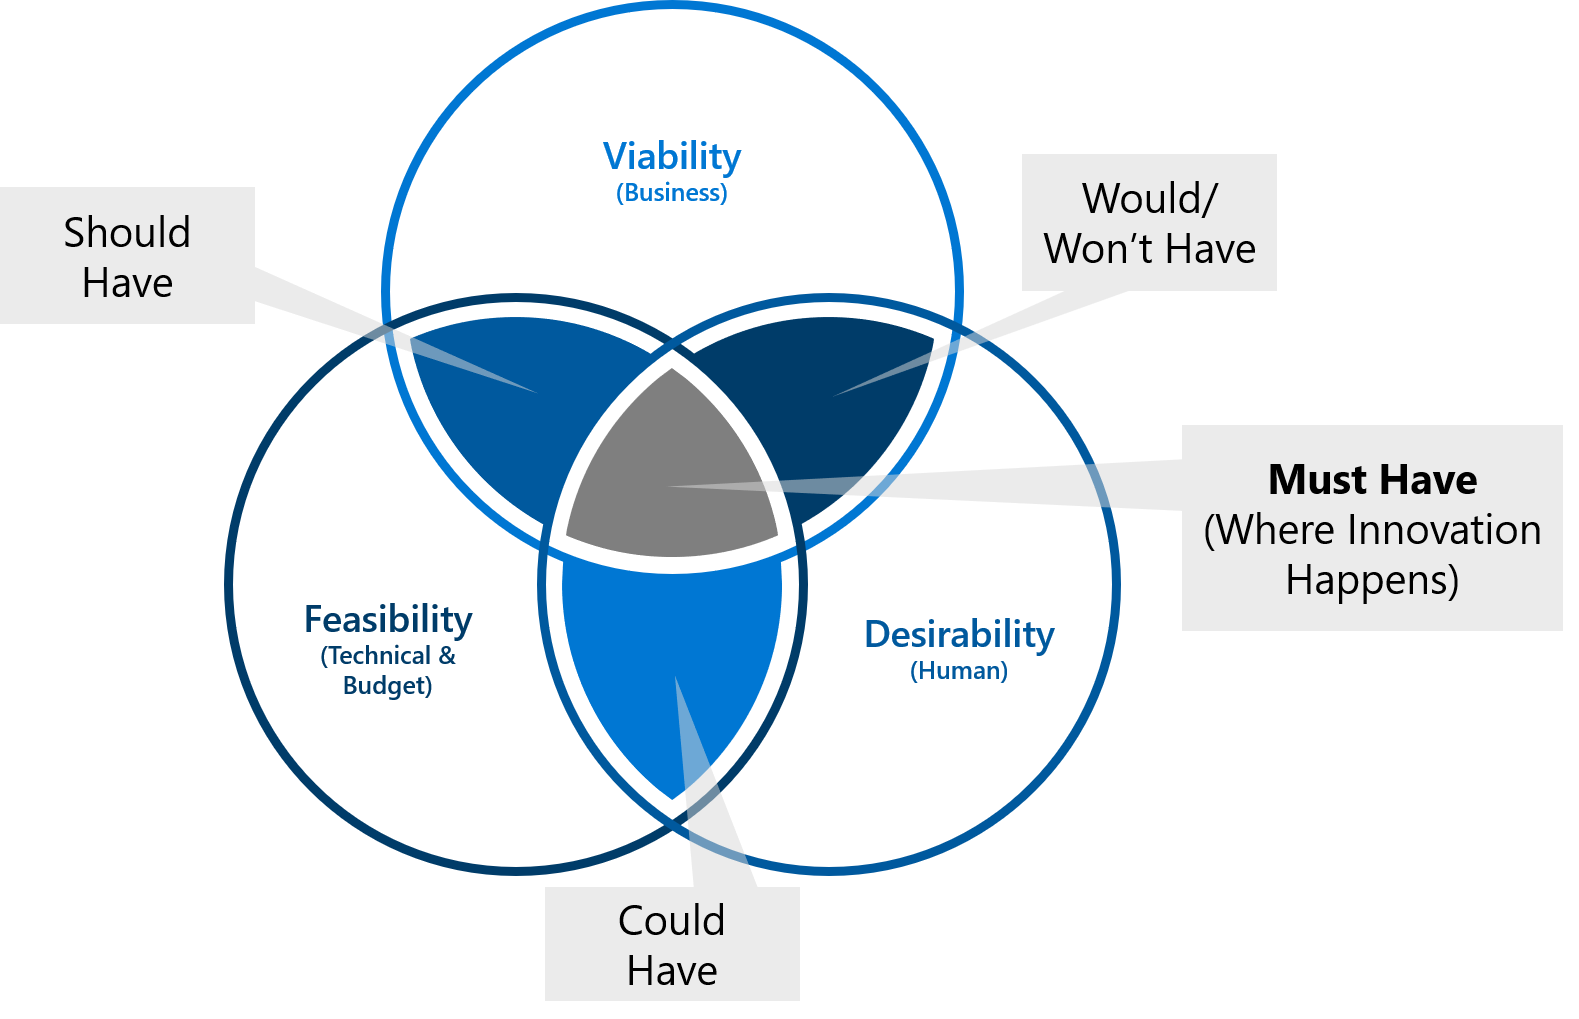 Viability
(Business)
Should
Have
Would/
Won’t Have
Must Have
(Where Innovation
Happens)
Feasibility
(Technical &
Budget)
Desirability
(Human)
Could
Have